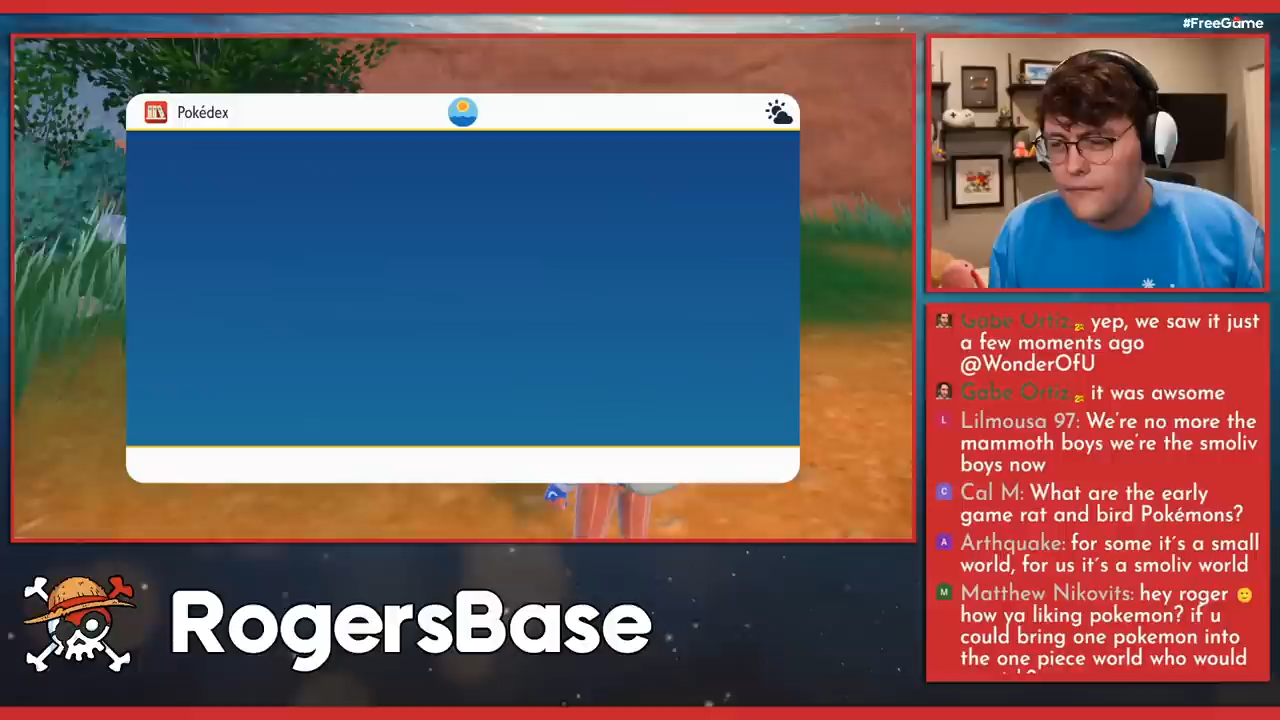 #FreeGame
Pokédex
Gabe Ortiz: yep, we saw it just
a few moments ago
@WonderOfU
Gabe Ortiz: it was awsome
Lilmousa 97: We're no more the
mammoth boys we're the smoliv
boys now
Cal M: What are the early
game rat and bird Pokémons?
Arthquake: for some it's a small
world, for us it's a smoliv world
Matthew Nikovits: hey roger
how ya liking pokemon? if u
could bring one pokemon into
the one piece world who would
RogersBase